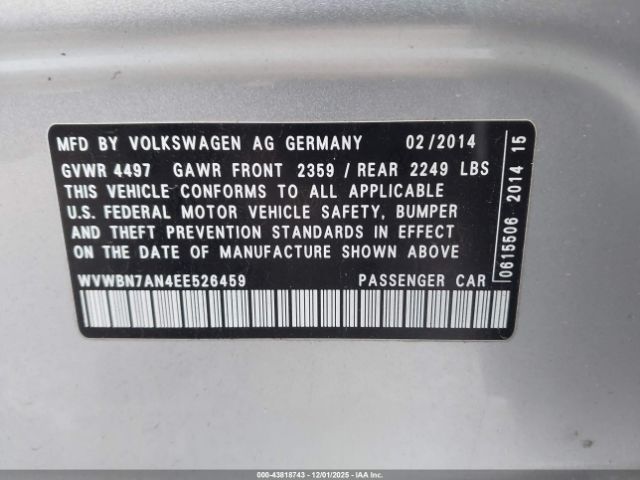 MFD BY VOLKSWAGEN AG GERMANY 02/2014
GVWR 4497 GAWR FRONT 2359 / REAR 2249 LBS
THIS VEHICLE CONFORMS TO ALL APPLICABLE
U.S. FEDERAL MOTOR VEHICLE SAFETY, BUMPER
AND THEFT PREVENTION STANDARDS IN EFFECT
ON THE DATE OF MANUFACTURE SHOWN ABOVE
WVWBN7AN4EE526459 PASSENGER CAR
0615506 2014 15
000-43818743 - 12/01/2025 - IAA, Inc.